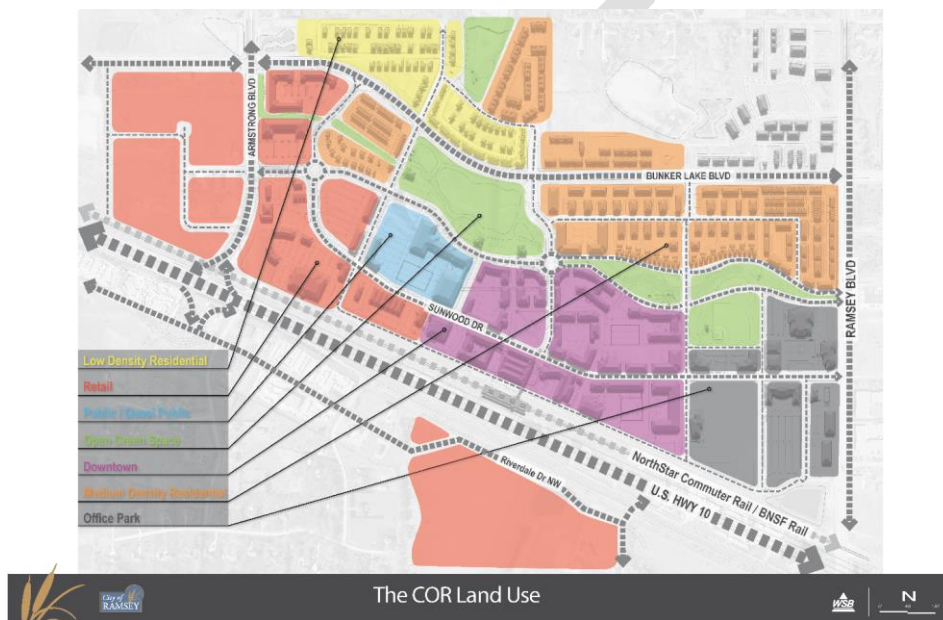 ARMSTRONG BLVD
BUNKER LAKE BLVD
RAMSEY BLVD
SUNWOOD DR
Low Density Residential
Retail
Public / Quasi Public
Open Green Space
Downtown
Medium Density Residential
Office Park
Riverdale Dr NW
NorthStar Commuter Rail / BNSF Rail
U.S. HWY 10
City of
RAMSEY
The COR Land Use
WSB
N